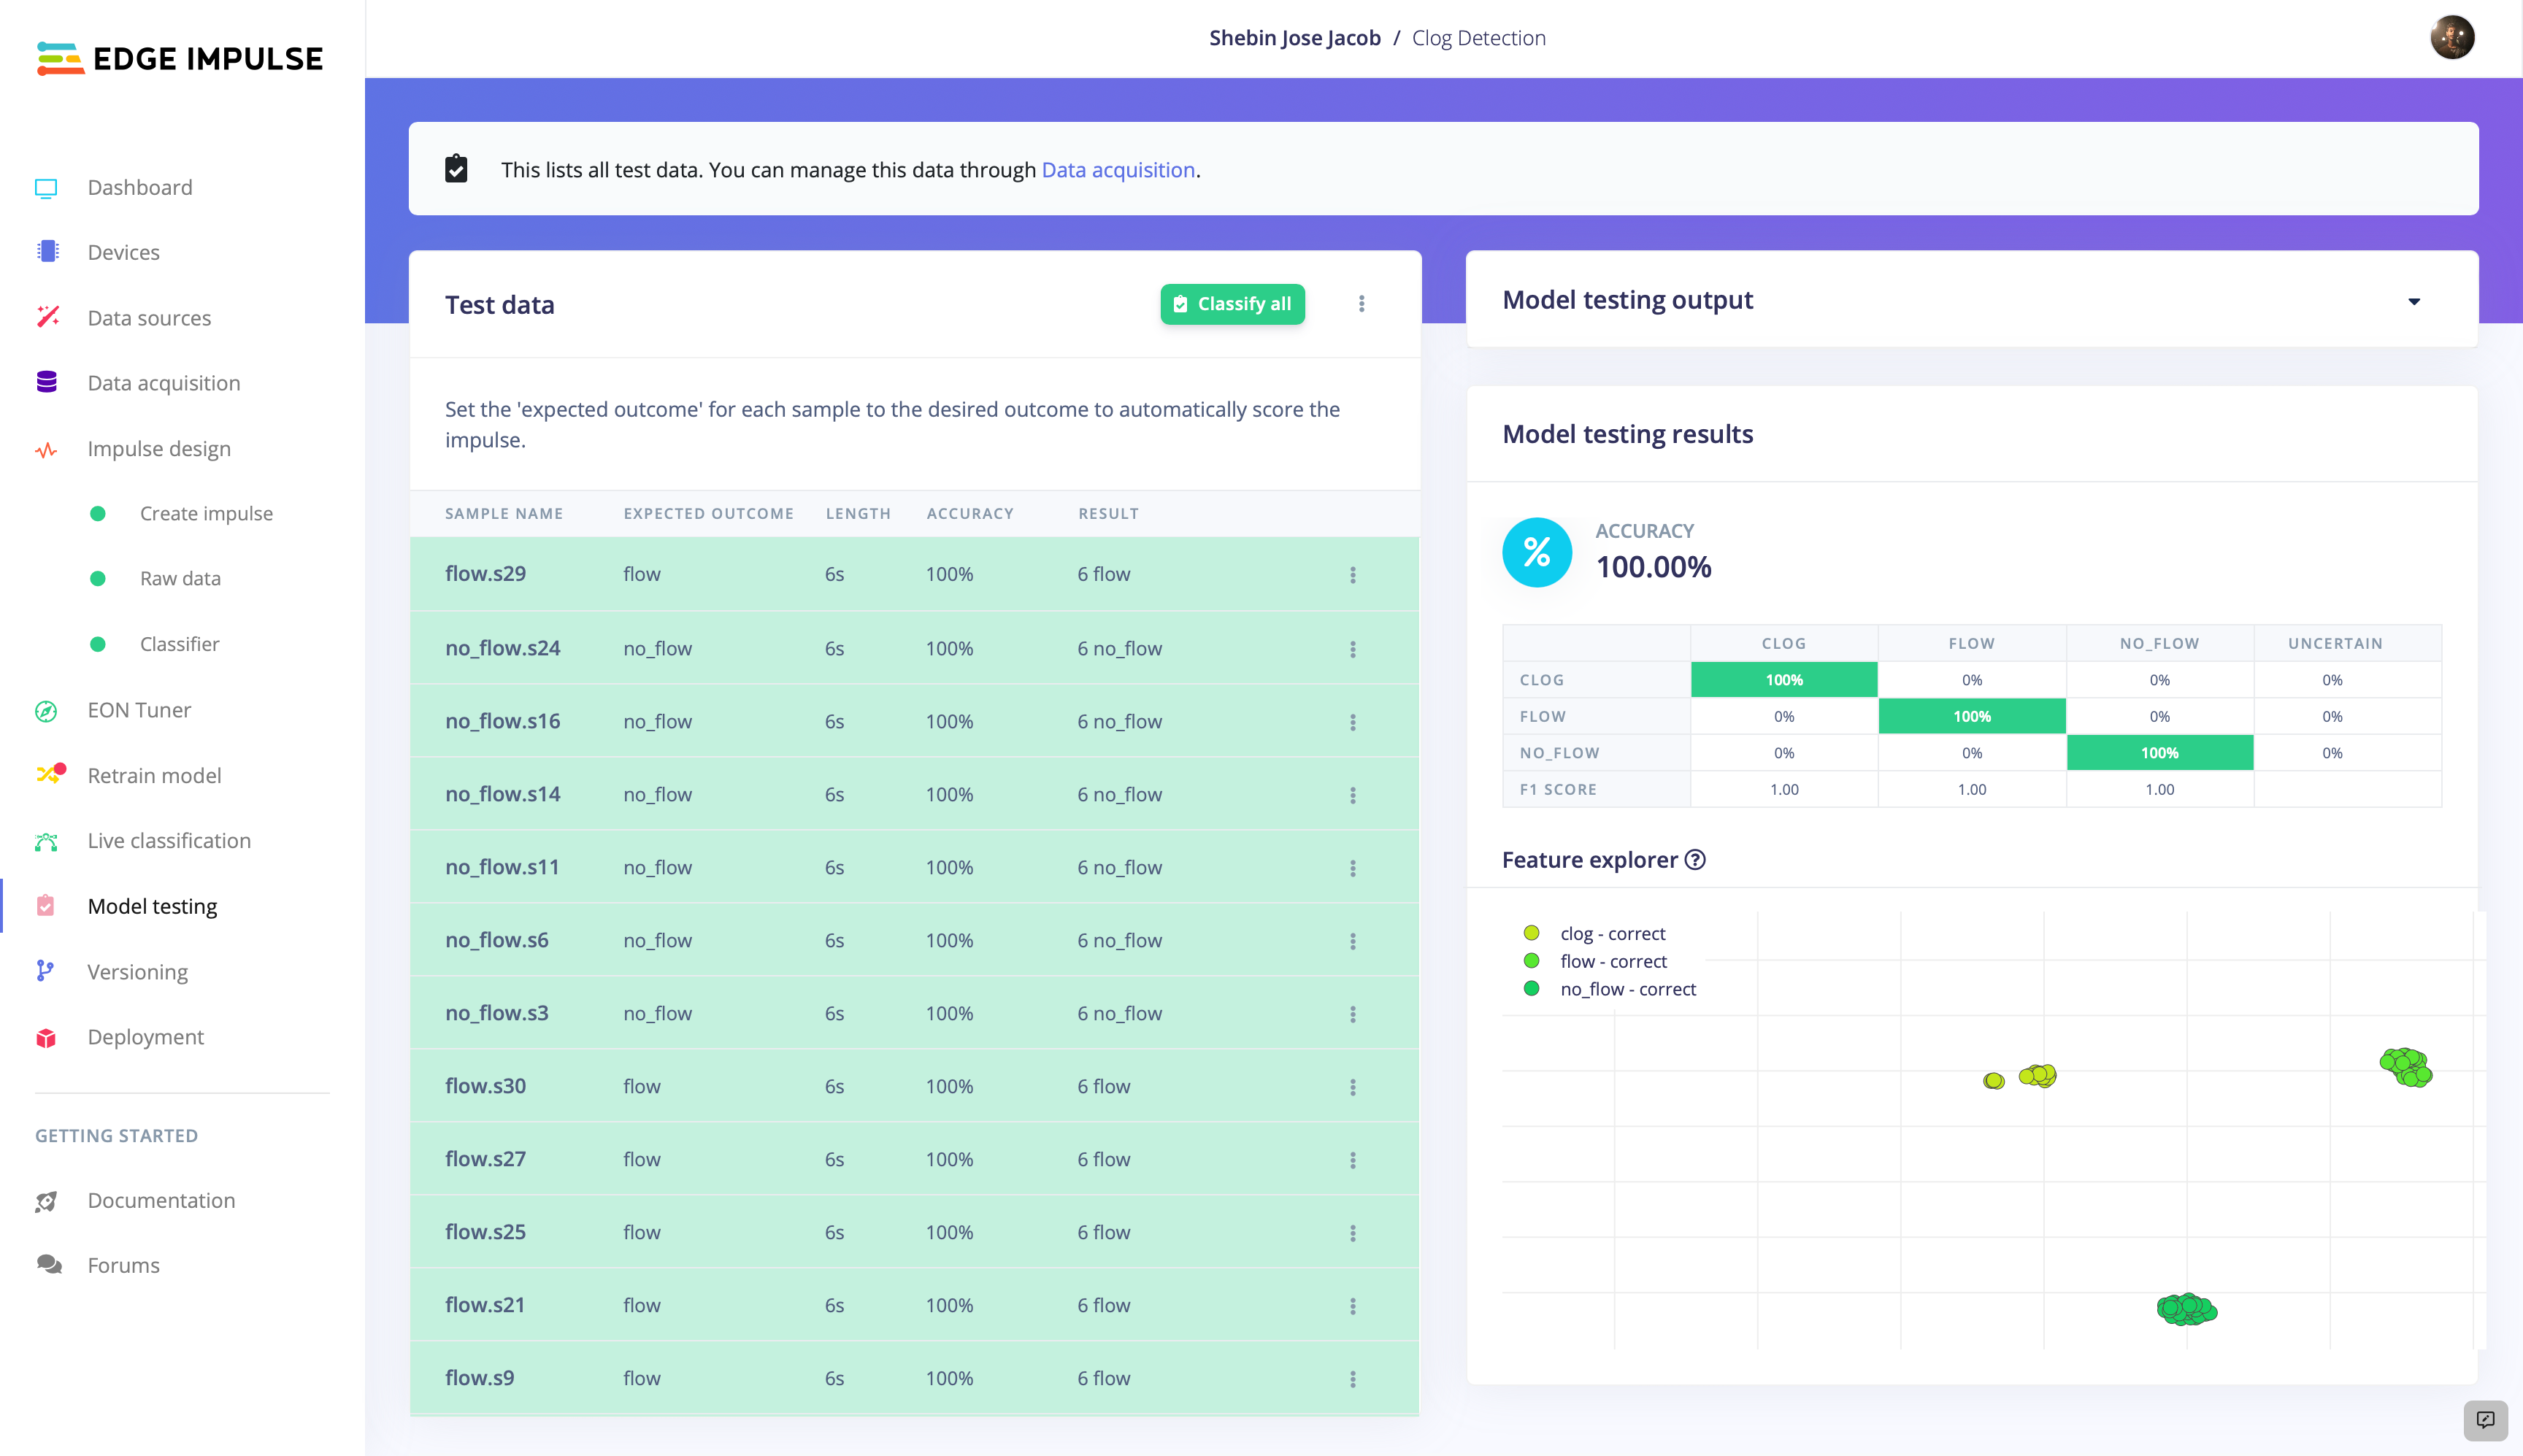 EDGE IMPULSE
Shebin Jose Jacob / Clog Detection
Dashboard
Devices
Data sources
Data acquisition
Impulse design
Create impulse
Raw data
Classifier
EON Tuner
Retrain model
Live classification
Model testing
Versioning
Deployment
GETTING STARTED
Documentation
Forums
This lists all test data. You can manage this data through Data acquisition.
Test data
Classify all
Set the 'expected outcome' for each sample to the desired outcome to automatically score the
impulse.
SAMPLE NAME EXPECTED OUTCOME LENGTH ACCURACY RESULT
flow.s29 flow 6s 100% 6 flow
no_flow.s24 no_flow 6s 100% 6 no_flow
no_flow.s16 no_flow 6s 100% 6 no_flow
no_flow.s14 no_flow 6s 100% 6 no_flow
no_flow.s11 no_flow 6s 100% 6 no_flow
no_flow.s6 no_flow 6s 100% 6 no_flow
no_flow.s3 no_flow 6s 100% 6 no_flow
flow.s30 flow 6s 100% 6 flow
flow.s27 flow 6s 100% 6 flow
flow.s25 flow 6s 100% 6 flow
flow.s21 flow 6s 100% 6 flow
flow.s9 flow 6s 100% 6 flow
Model testing output
Model testing results
%
ACCURACY
100.00%
CLOG FLOW NO_FLOW UNCERTAIN
CLOG 100% 0% 0% 0%
FLOW 0% 100% 0% 0%
NO_FLOW 0% 0% 100% 0%
F1 SCORE 1.00 1.00 1.00
Feature explorer ?
clog - correct
flow - correct
no_flow - correct